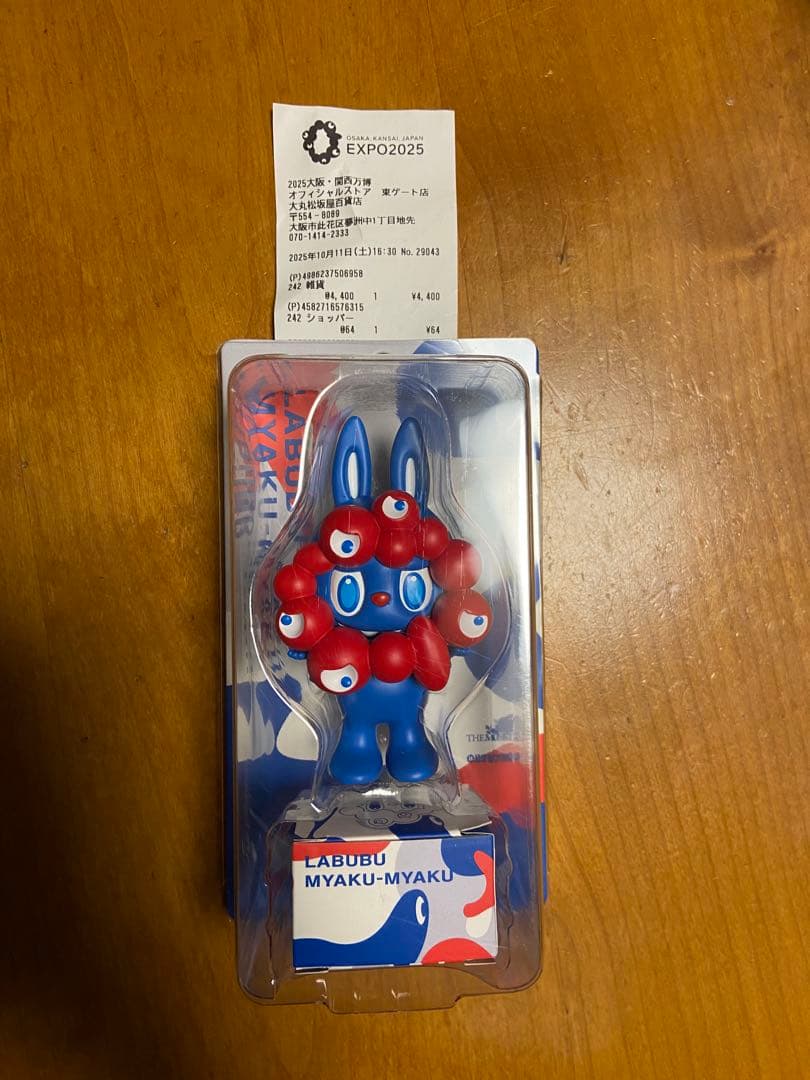 OSAKA, KANSAI, JAPAN
EXPO2025
2025大阪・関西万博
オフィシャルストア 東ゲート店
大丸松坂屋百貨店
〒554-8089
大阪市此花区夢洲中1丁目地先
070-1414-2333
2025年10月11日(土)16:30 No.29043
(P)4986237506958
242 雑貨
@4,400 1 ¥4,400
(P)4582716576315
242 ショッパー
@64 1 ¥64
LABUBU
MYAKU-MYAKU